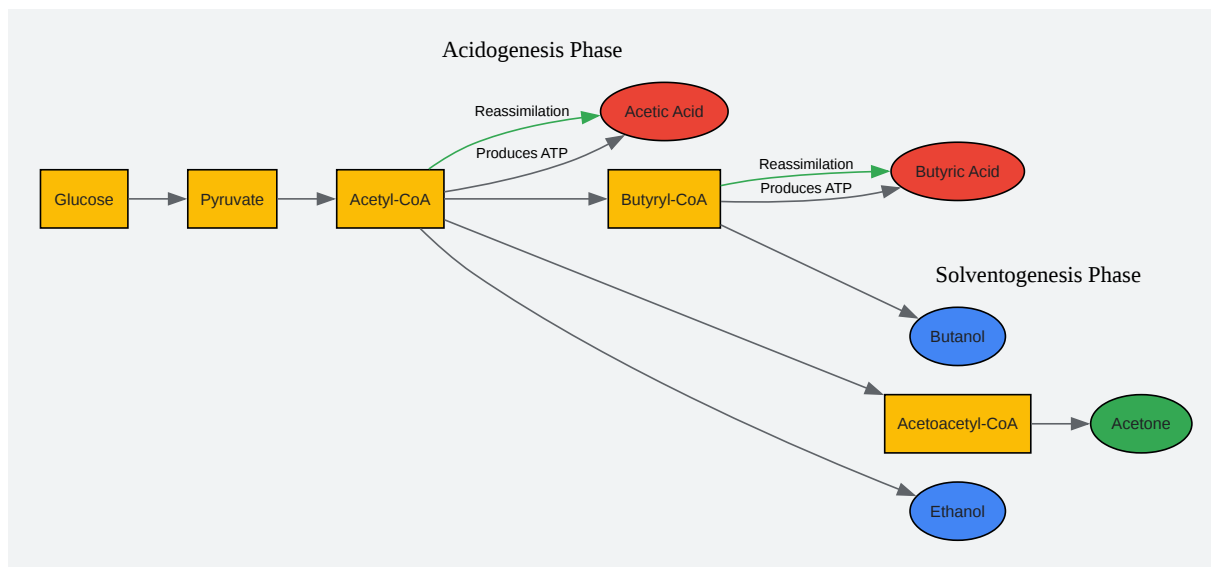 Acidogenesis Phase
Reassimilation
Acetic Acid
Produces ATP
Reassimilation
Butyric Acid
Produces ATP
Glucose
Pyruvate
Acetyl-CoA
Butyryl-CoA
Solventogenesis Phase
Butanol
Acetoacetyl-CoA
Acetone
Ethanol